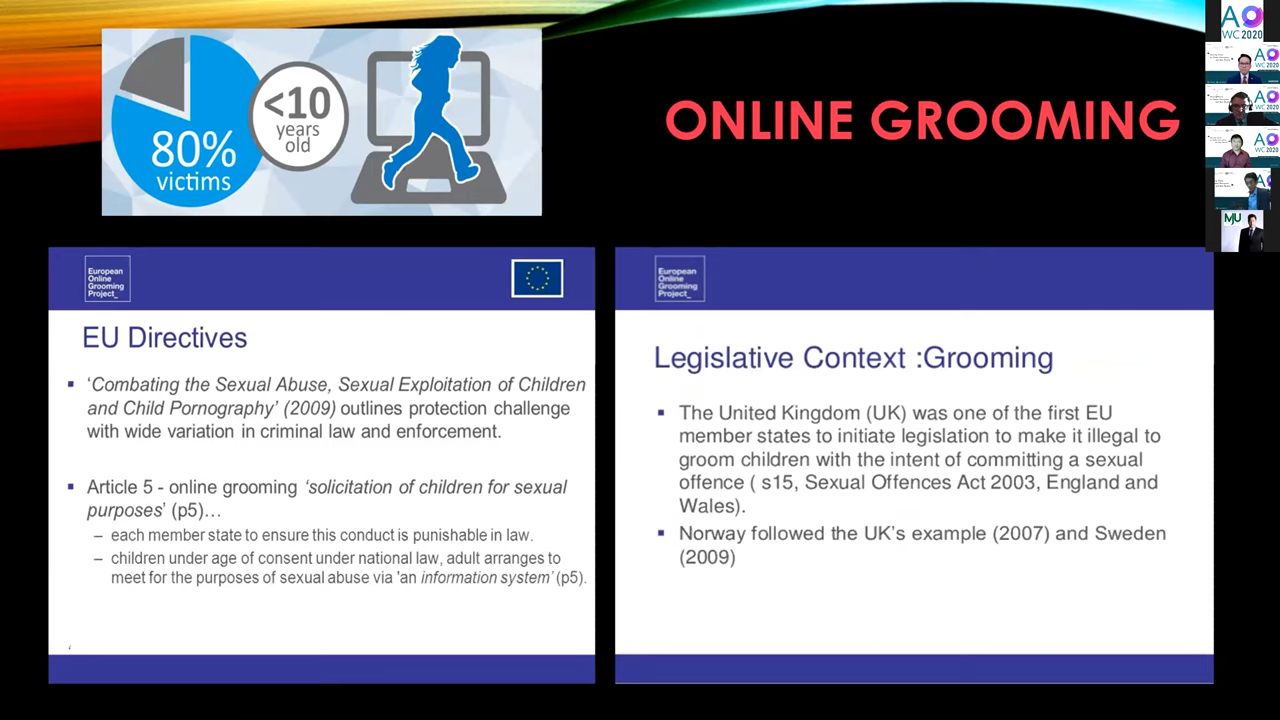 80%
victims
<10
years
old
ONLINE GROOMING
European
Online
Grooming
Project_
EU Directives
▪ 'Combating the Sexual Abuse, Sexual Exploitation of Children
and Child Pornography' (2009) outlines protection challenge
with wide variation in criminal law and enforcement.
▪ Article 5 - online grooming 'solicitation of children for sexual
purposes' (p5)…
– each member state to ensure this conduct is punishable in law.
– children under age of consent under national law, adult arranges to
meet for the purposes of sexual abuse via 'an information system' (p5).
European
Online
Grooming
Project_
Legislative Context :Grooming
▪ The United Kingdom (UK) was one of the first EU
member states to initiate legislation to make it illegal to
groom children with the intent of committing a sexual
offence ( s15, Sexual Offences Act 2003, England and
Wales).
▪ Norway followed the UK's example (2007) and Sweden
(2009)
AO
WC 2020
AO
WC 2020
WC 2020
MJU